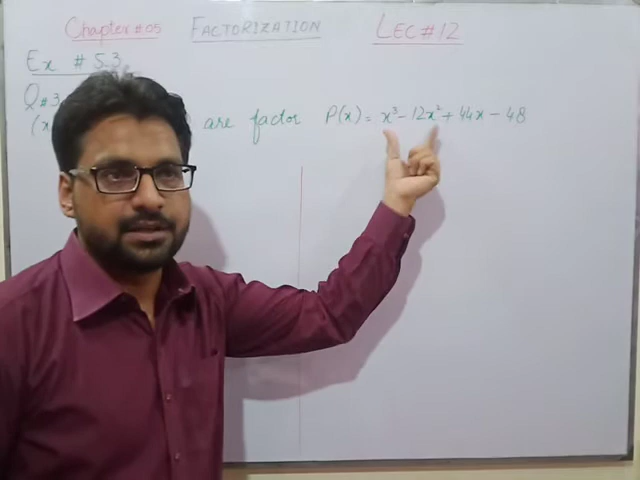 Chapter # 05 FACTORIZATION LEC # 12
Ex # 5.3
Q # 3
(x are factor P(x) = x³ - 12x² + 44x - 48